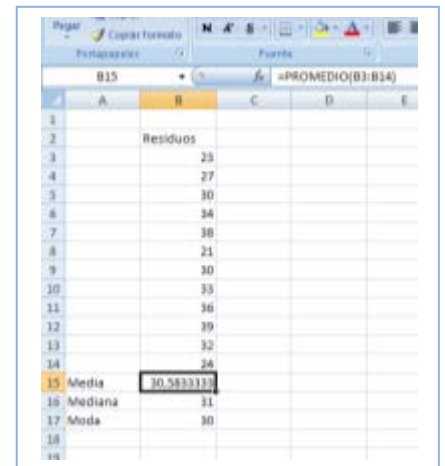 Pegar Copiar formato N K S A
Portapapeles Fuente
B15 fx =PROMEDIO(B3:B14)
A B C D E
1
2 Residuos
3 23
4 27
5 30
6 34
7 38
8 21
9 30
10 33
11 36
12 39
13 32
14 24
15 Media 30,5833333
16 Mediana 31
17 Moda 30
18
19